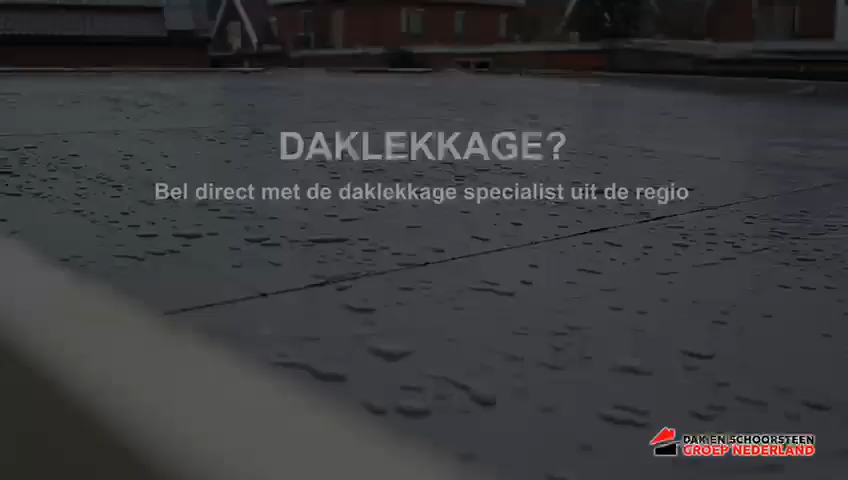 DAKLEKKAGE?
Bel direct met de daklekkage specialist uit de regio
DAK EN SCHOORSTEEN
GROEP NEDERLAND